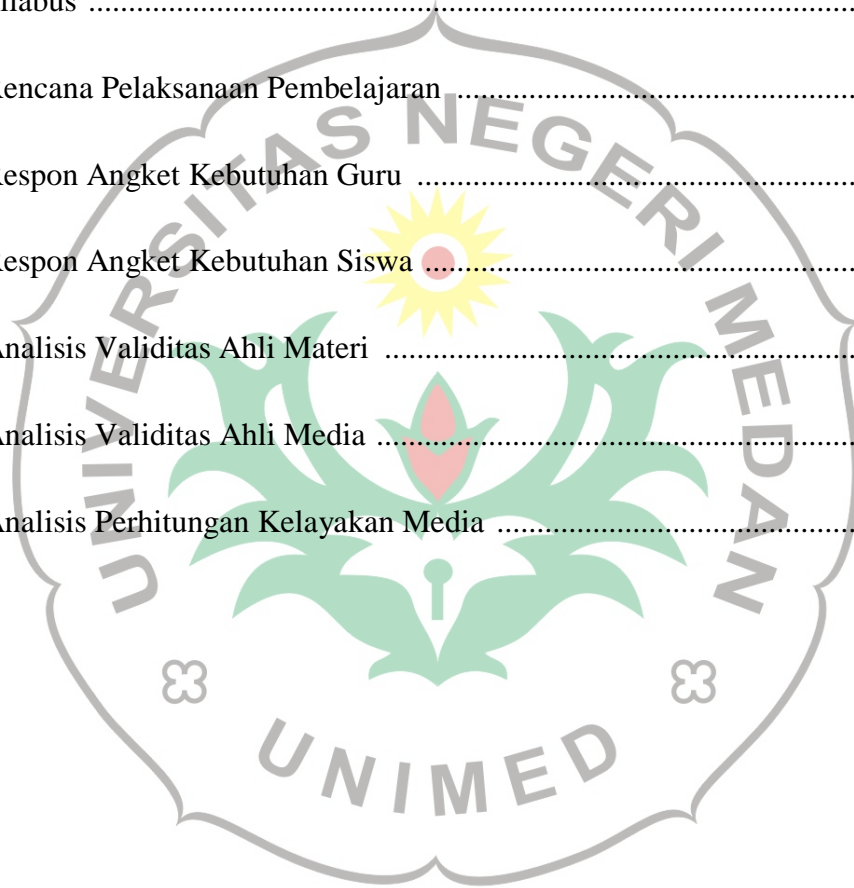 Rencana Pelaksanaan Pembelajaran ................................................
Respon Angket Kebutuhan Guru ................................................
Respon Angket Kebutuhan Siswa ................................................
Analisis Validitas Ahli Materi ................................................
Analisis Validitas Ahli Media ................................................
Analisis Perhitungan Kelayakan Media ................................................
UNIVERSITAS NEGERI MEDAN
UNIMED